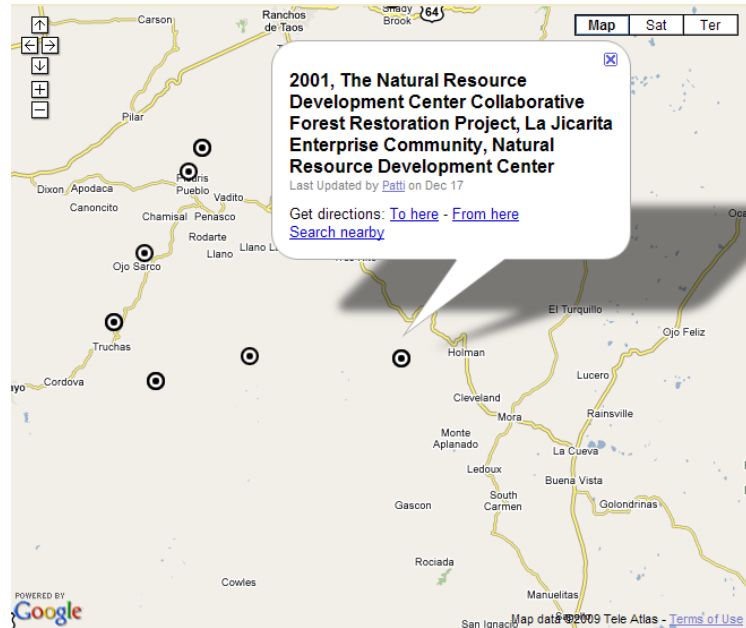 Carson
Ranchos
de Taos
Shady
Brook
64
Map Sat Ter
2001, The Natural Resource
Development Center Collaborative
Forest Restoration Project, La Jicarita
Enterprise Community, Natural
Resource Development Center
Last Updated by Patti on Dec 17
Get directions: To here - From here
Search nearby
Pilar
Picuris
Pueblo
Dixon Apodaca
Vadito
Canoncito
Chamisal Penasco
Rodarte
Llano Llano L
Ojo Sarco
Oca
El Turquillo
Ojo Feliz
Truchas
Holman
Cordova
yo
Lucero
Cleveland
Mora
Rainsville
Monte
Aplanado
La Cueva
Ledoux
Buena Vista
South
Carmen
Golondrinas
Gascon
Rociada
Cowles
Manuelitas
San Ignacio
POWERED BY
Google
Map data ©2009 Tele Atlas - Terms of Use